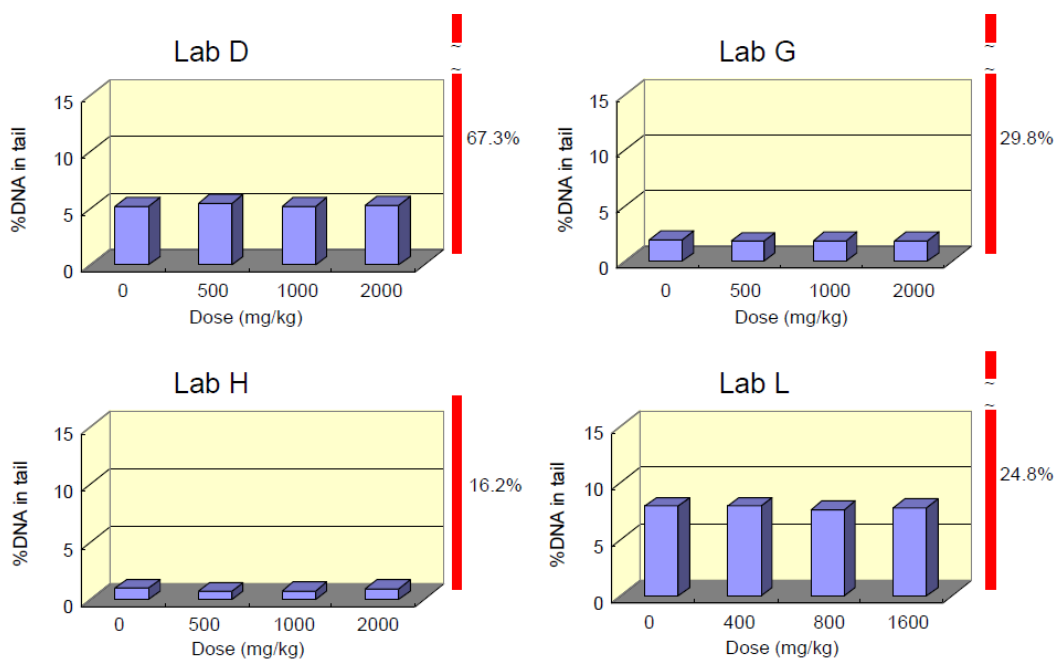 Lab D
~
~
15
10
5
0
%DNA in tail
67.3%
0 500 1000 2000
Dose (mg/kg)
Lab G
~
~
15
10
5
0
%DNA in tail
29.8%
0 500 1000 2000
Dose (mg/kg)
Lab H
15
10
5
0
%DNA in tail
16.2%
0 500 1000 2000
Dose (mg/kg)
Lab L
~
~
15
10
5
0
%DNA in tail
24.8%
0 400 800 1600
Dose (mg/kg)